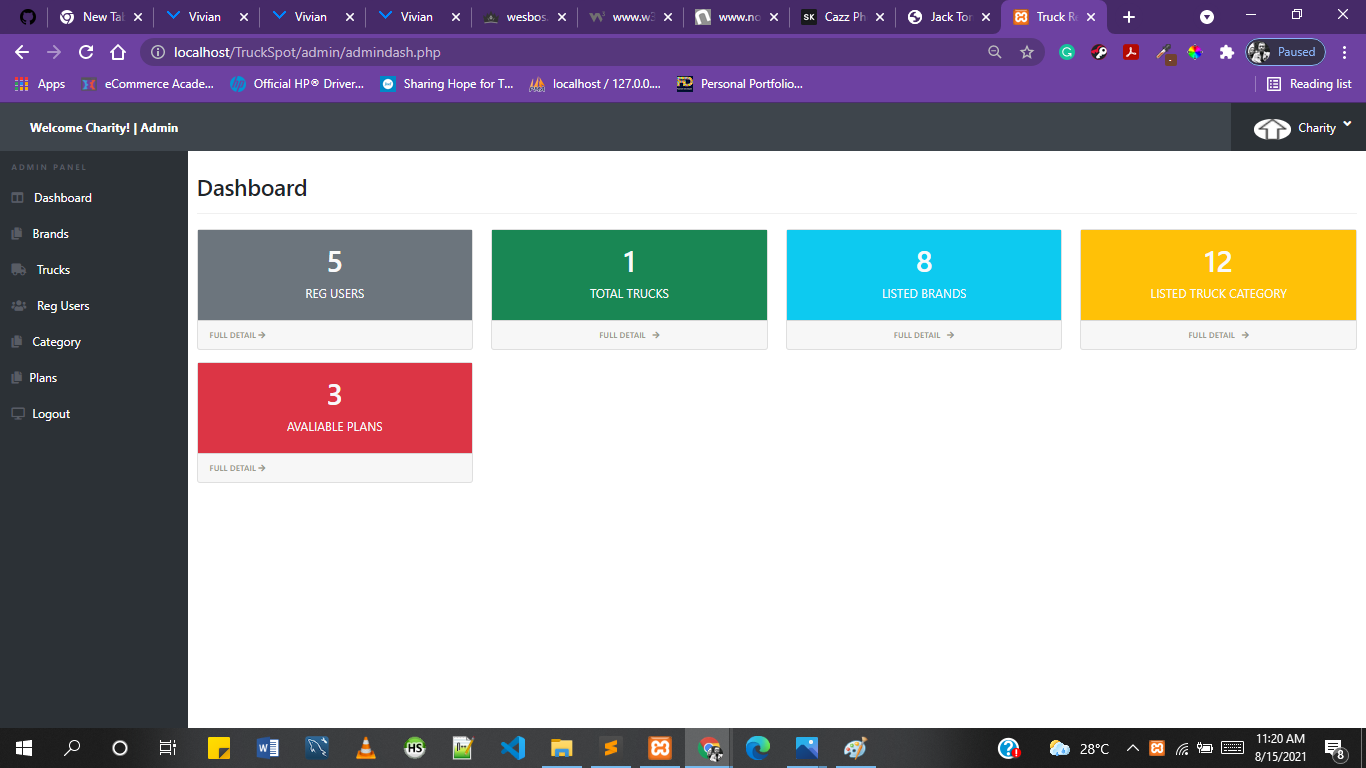 New Tal
Vivian
Vivian
Vivian
wesbos.
www.w3
www.no
Cazz Ph
Jack Tor
Truck Re
localhost/TruckSpot/admin/admindash.php
Paused
Apps
eCommerce Acade...
Official HP® Driver...
Sharing Hope for T...
localhost / 127.0.0....
Personal Portfolio...
Reading list
Welcome Charity! | Admin
Charity
ADMIN PANEL
Dashboard
Brands
Trucks
Reg Users
Category
Plans
Logout
Dashboard
5
REG USERS
FULL DETAIL
1
TOTAL TRUCKS
FULL DETAIL
8
LISTED BRANDS
FULL DETAIL
12
LISTED TRUCK CATEGORY
FULL DETAIL
3
AVALIABLE PLANS
FULL DETAIL
HS
28°C
11:20 AM
8/15/2021
8